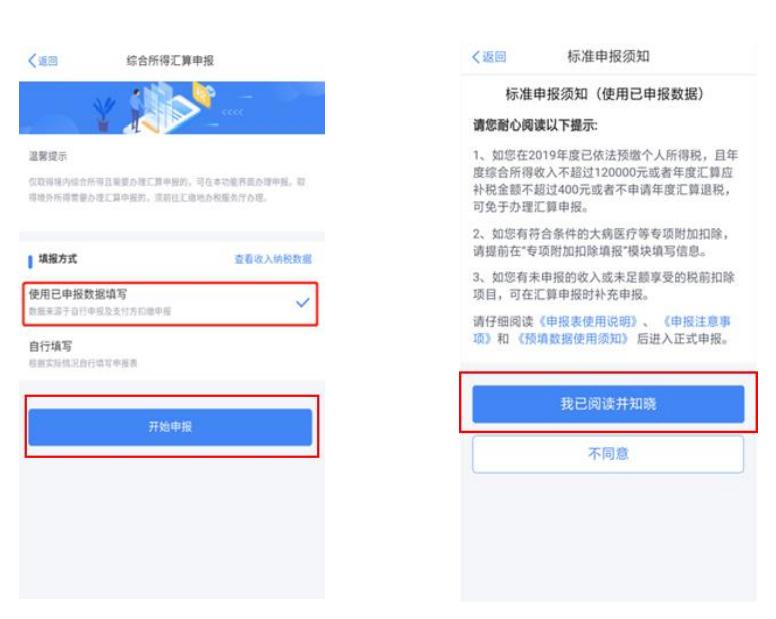 返回
综合所得汇算申报
温馨提示
仅取得境内综合所得且需要办理汇算申报的，可在本功能界面办理申报。取
得境外所得需要办理汇算申报的，须前往汇缴地办税服务厅办理。
填报方式
查看收入纳税数据
使用已申报数据填写
数据来源于自行申报及支付方扣缴申报
自行填写
根据实际情况自行填写申报表
开始申报
返回
标准申报须知
标准申报须知（使用已申报数据）
请您耐心阅读以下提示:
1、如您在2019年度已依法预缴个人所得税，且年
度综合所得收入不超过120000元或者年度汇算应
补税金额不超过400元或者不申请年度汇算退税，
可免于办理汇算申报。
2、如您有符合条件的大病医疗等专项附加扣除，
请提前在“专项附加扣除填报”模块填写信息。
3、如您有未申报的收入或未足额享受的税前扣除
项目，可在汇算申报时补充申报。
请仔细阅读《申报表使用说明》、《申报注意事
项》和《预填数据使用须知》后进入正式申报。
我已阅读并知晓
不同意